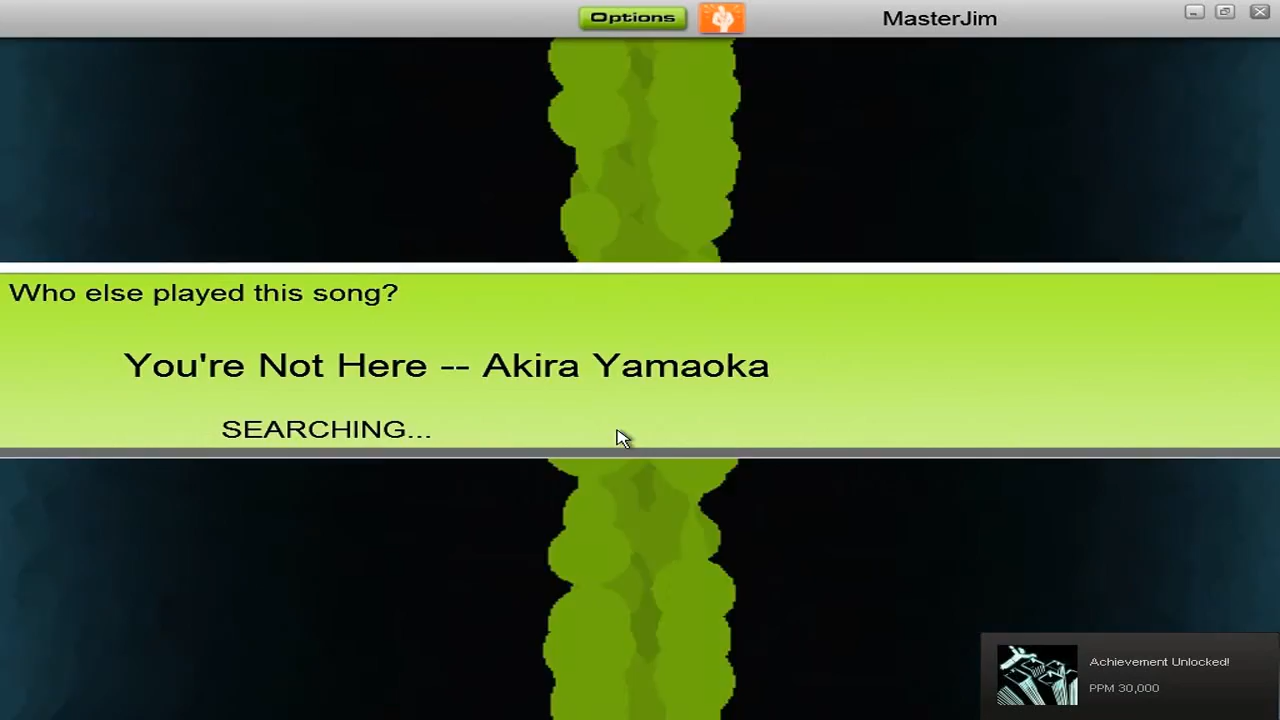 Options
MasterJim
Who else played this song?
You're Not Here -- Akira Yamaoka
SEARCHING...
Achievement Unlocked!
PPM 30,000